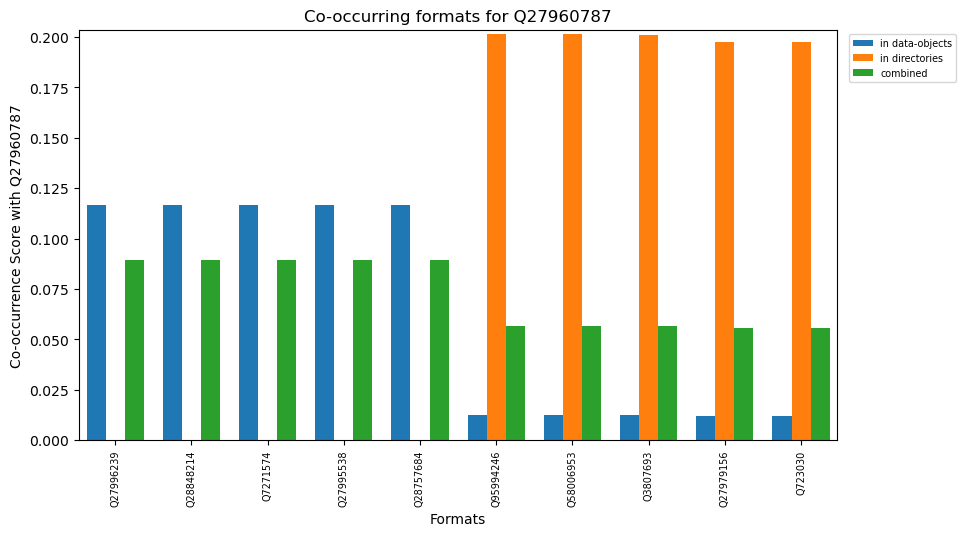 Co-occurring formats for Q27960787
in data-objects
in directories
combined
Co-occurrence Score with Q27960787
0.200
0.175
0.150
0.125
0.100
0.075
0.050
0.025
0.000
Q27996239
Q28848214
Q7271574
Q27995538
Q28757684
Q95994246
Q58006953
Q3807693
Q27979156
Q723030
Formats